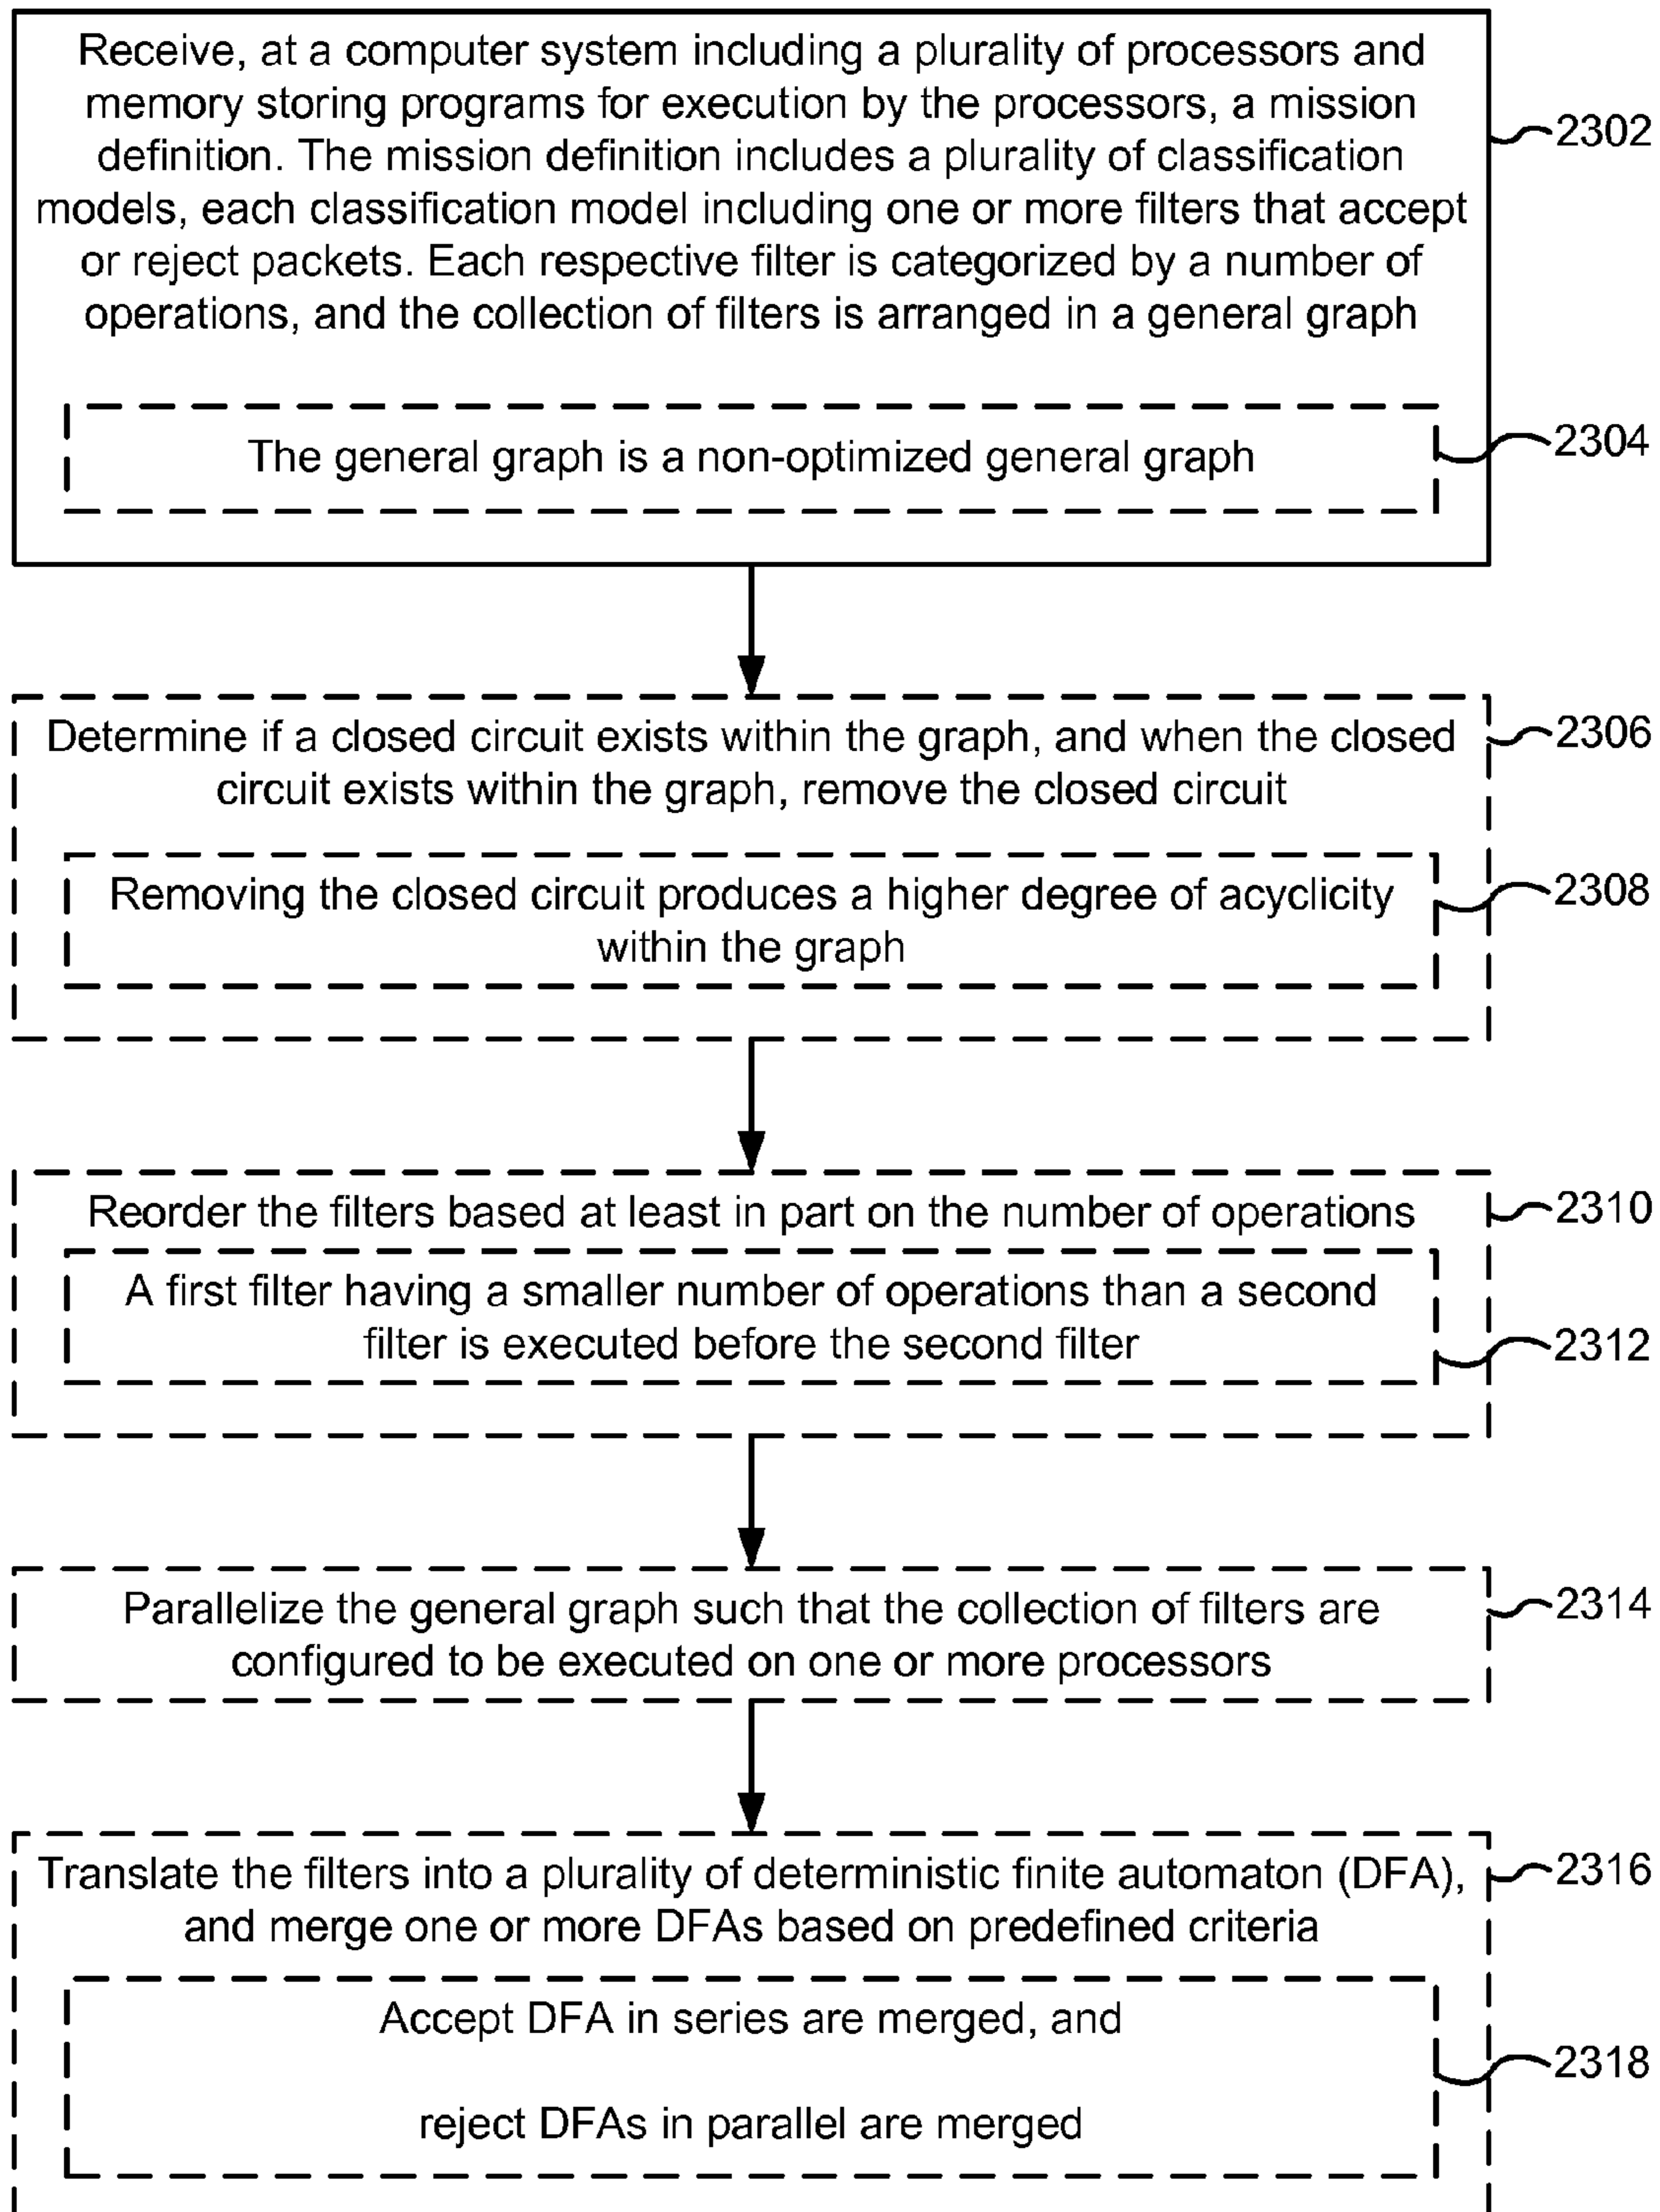 Receive, at a computer system including a plurality of processors and
memory storing programs for execution by the processors, a mission
definition. The mission definition includes a plurality of classification
models, each classification model including one or more filters that accept
or reject packets. Each respective filter is categorized by a number of
operations, and the collection of filters is arranged in a general graph
2302
The general graph is a non-optimized general graph
2304
Determine if a closed circuit exists within the graph, and when the closed
circuit exists within the graph, remove the closed circuit
2306
Removing the closed circuit produces a higher degree of acyclicity
within the graph
2308
Reorder the filters based at least in part on the number of operations
2310
A first filter having a smaller number of operations than a second
filter is executed before the second filter
2312
Parallelize the general graph such that the collection of filters are
configured to be executed on one or more processors
2314
Translate the filters into a plurality of deterministic finite automaton (DFA),
and merge one or more DFAs based on predefined criteria
2316
Accept DFA in series are merged, and
reject DFAs in parallel are merged
2318